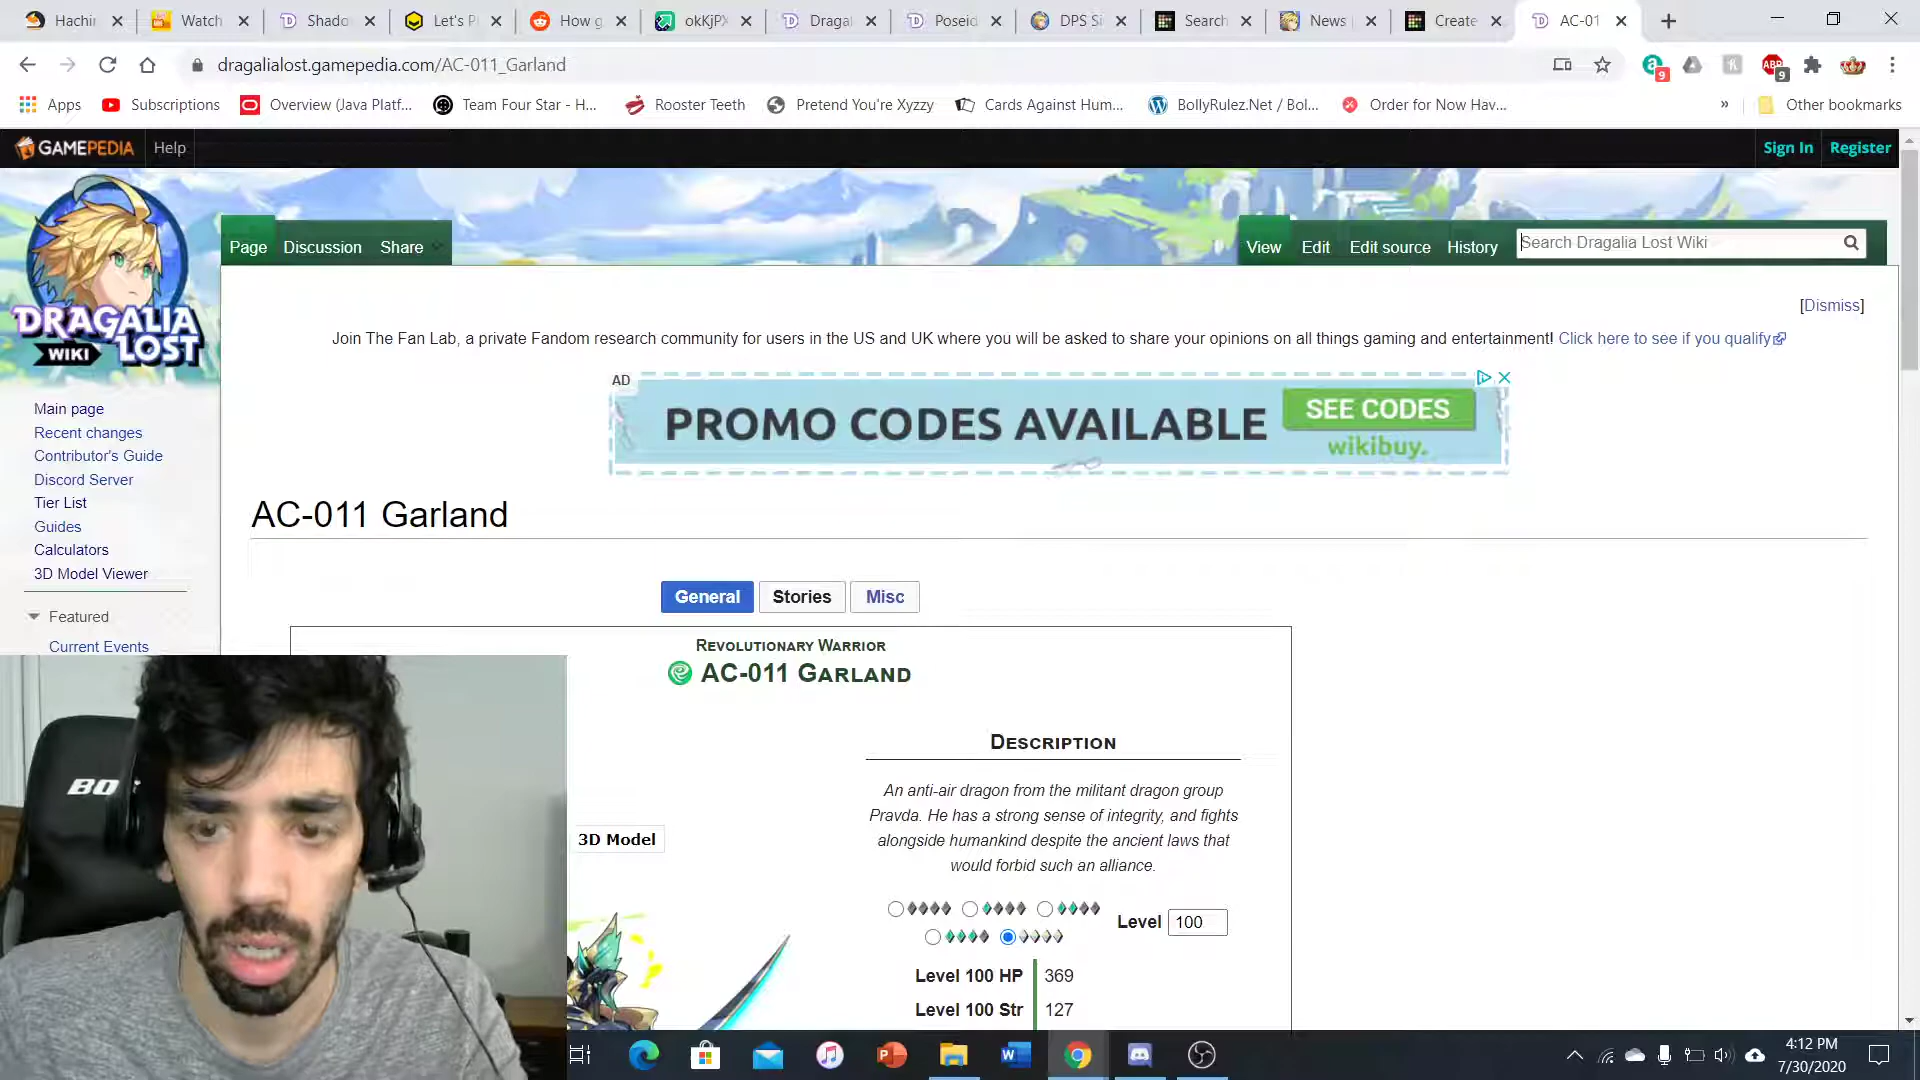 Hachi
Watch
Shado
Let's P
How g
okKjPX
Dragal
Poseid
DPS Si
Search
News
Create
AC-01
dragalialost.gamepedia.com/AC-011_Garland
9
ABP
9
Apps
Subscriptions
Overview (Java Platf...
Team Four Star - H...
Rooster Teeth
Pretend You're Xyzzy
Cards Against Hum...
BollyRulez.Net / Bol...
Order for Now Hav...
»
Other bookmarks
GAMEPEDIA
Help
Sign In
Register
DRAGALIA
LOST
WIKI
Page
Discussion
Share
View
Edit
Edit source
History
Search Dragalia Lost Wiki
[Dismiss]
Join The Fan Lab, a private Fandom research community for users in the US and UK where you will be asked to share your opinions on all things gaming and entertainment! Click here to see if you qualify
AD
PROMO CODES AVAILABLE
SEE CODES
wikibuy.
Main page
Recent changes
Contributor's Guide
Discord Server
Tier List
Guides
Calculators
3D Model Viewer
Featured
Current Events
AC-011 Garland
General
Stories
Misc
REVOLUTIONARY WARRIOR
AC-011 GARLAND
DESCRIPTION
An anti-air dragon from the militant dragon group
Pravda. He has a strong sense of integrity, and fights
alongside humankind despite the ancient laws that
would forbid such an alliance.
3D Model
Level 100
Level 100 HP 369
Level 100 Str 127
BO
4:12 PM
7/30/2020